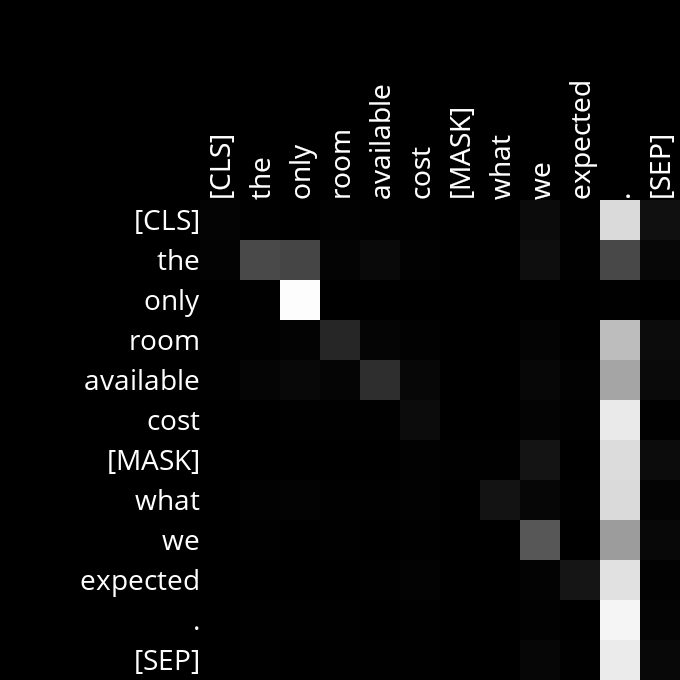 [CLS] the only room available cost [MASK] what we expected . [SEP]
[CLS]
the
only
room
available
cost
[MASK]
what
we
expected
.
[SEP]